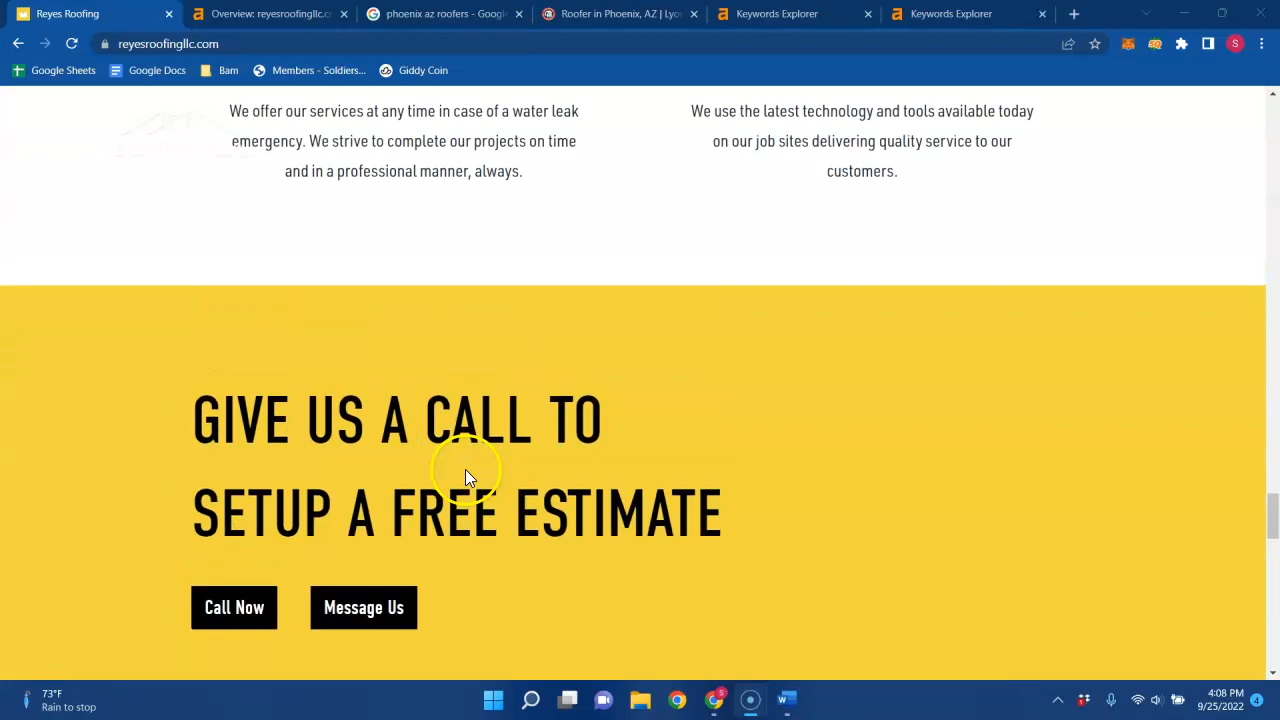 Reyes Roofing
Overview: reyesroofingllc.c
phoenix az roofers - Google
Roofer in Phoenix, AZ | Lyo
Keywords Explorer
Keywords Explorer
reyesroofingllc.com
S
Google Sheets
Google Docs
Bam
Members - Soldiers...
Giddy Coin
We offer our services at any time in case of a water leak
emergency. We strive to complete our projects on time
and in a professional manner, always.
We use the latest technology and tools available today
on our job sites delivering quality service to our
customers.
GIVE US A CALL TO
SETUP A FREE ESTIMATE
Call Now
Message Us
73°F
Rain to stop
4:08 PM
9/25/2022
4